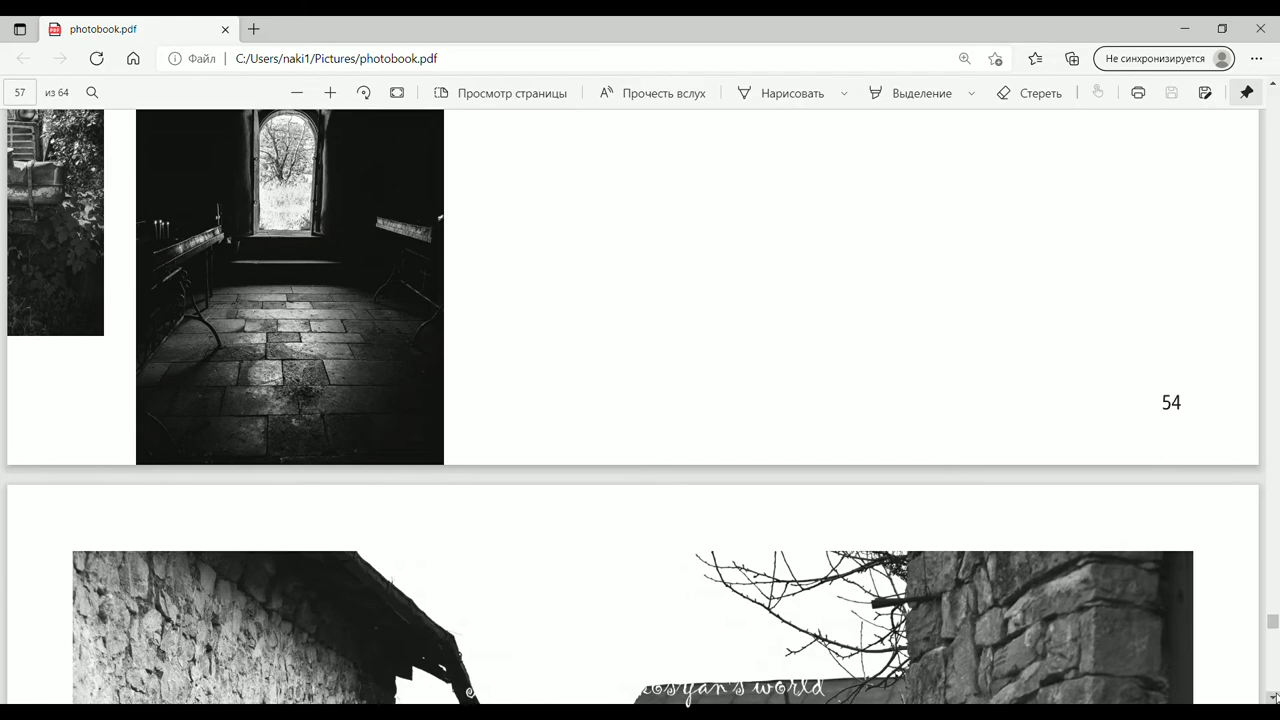 photobook.pdf
Файл
C:/Users/naki1/Pictures/photobook.pdf
Не синхронизируется
57 из 64
Просмотр страницы
Прочесть вслух
Нарисовать
Выделение
Стереть
54
world